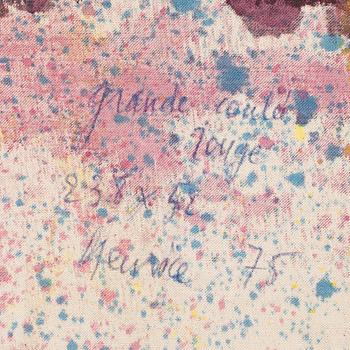 grande coulée
rouge
238 x 42
75